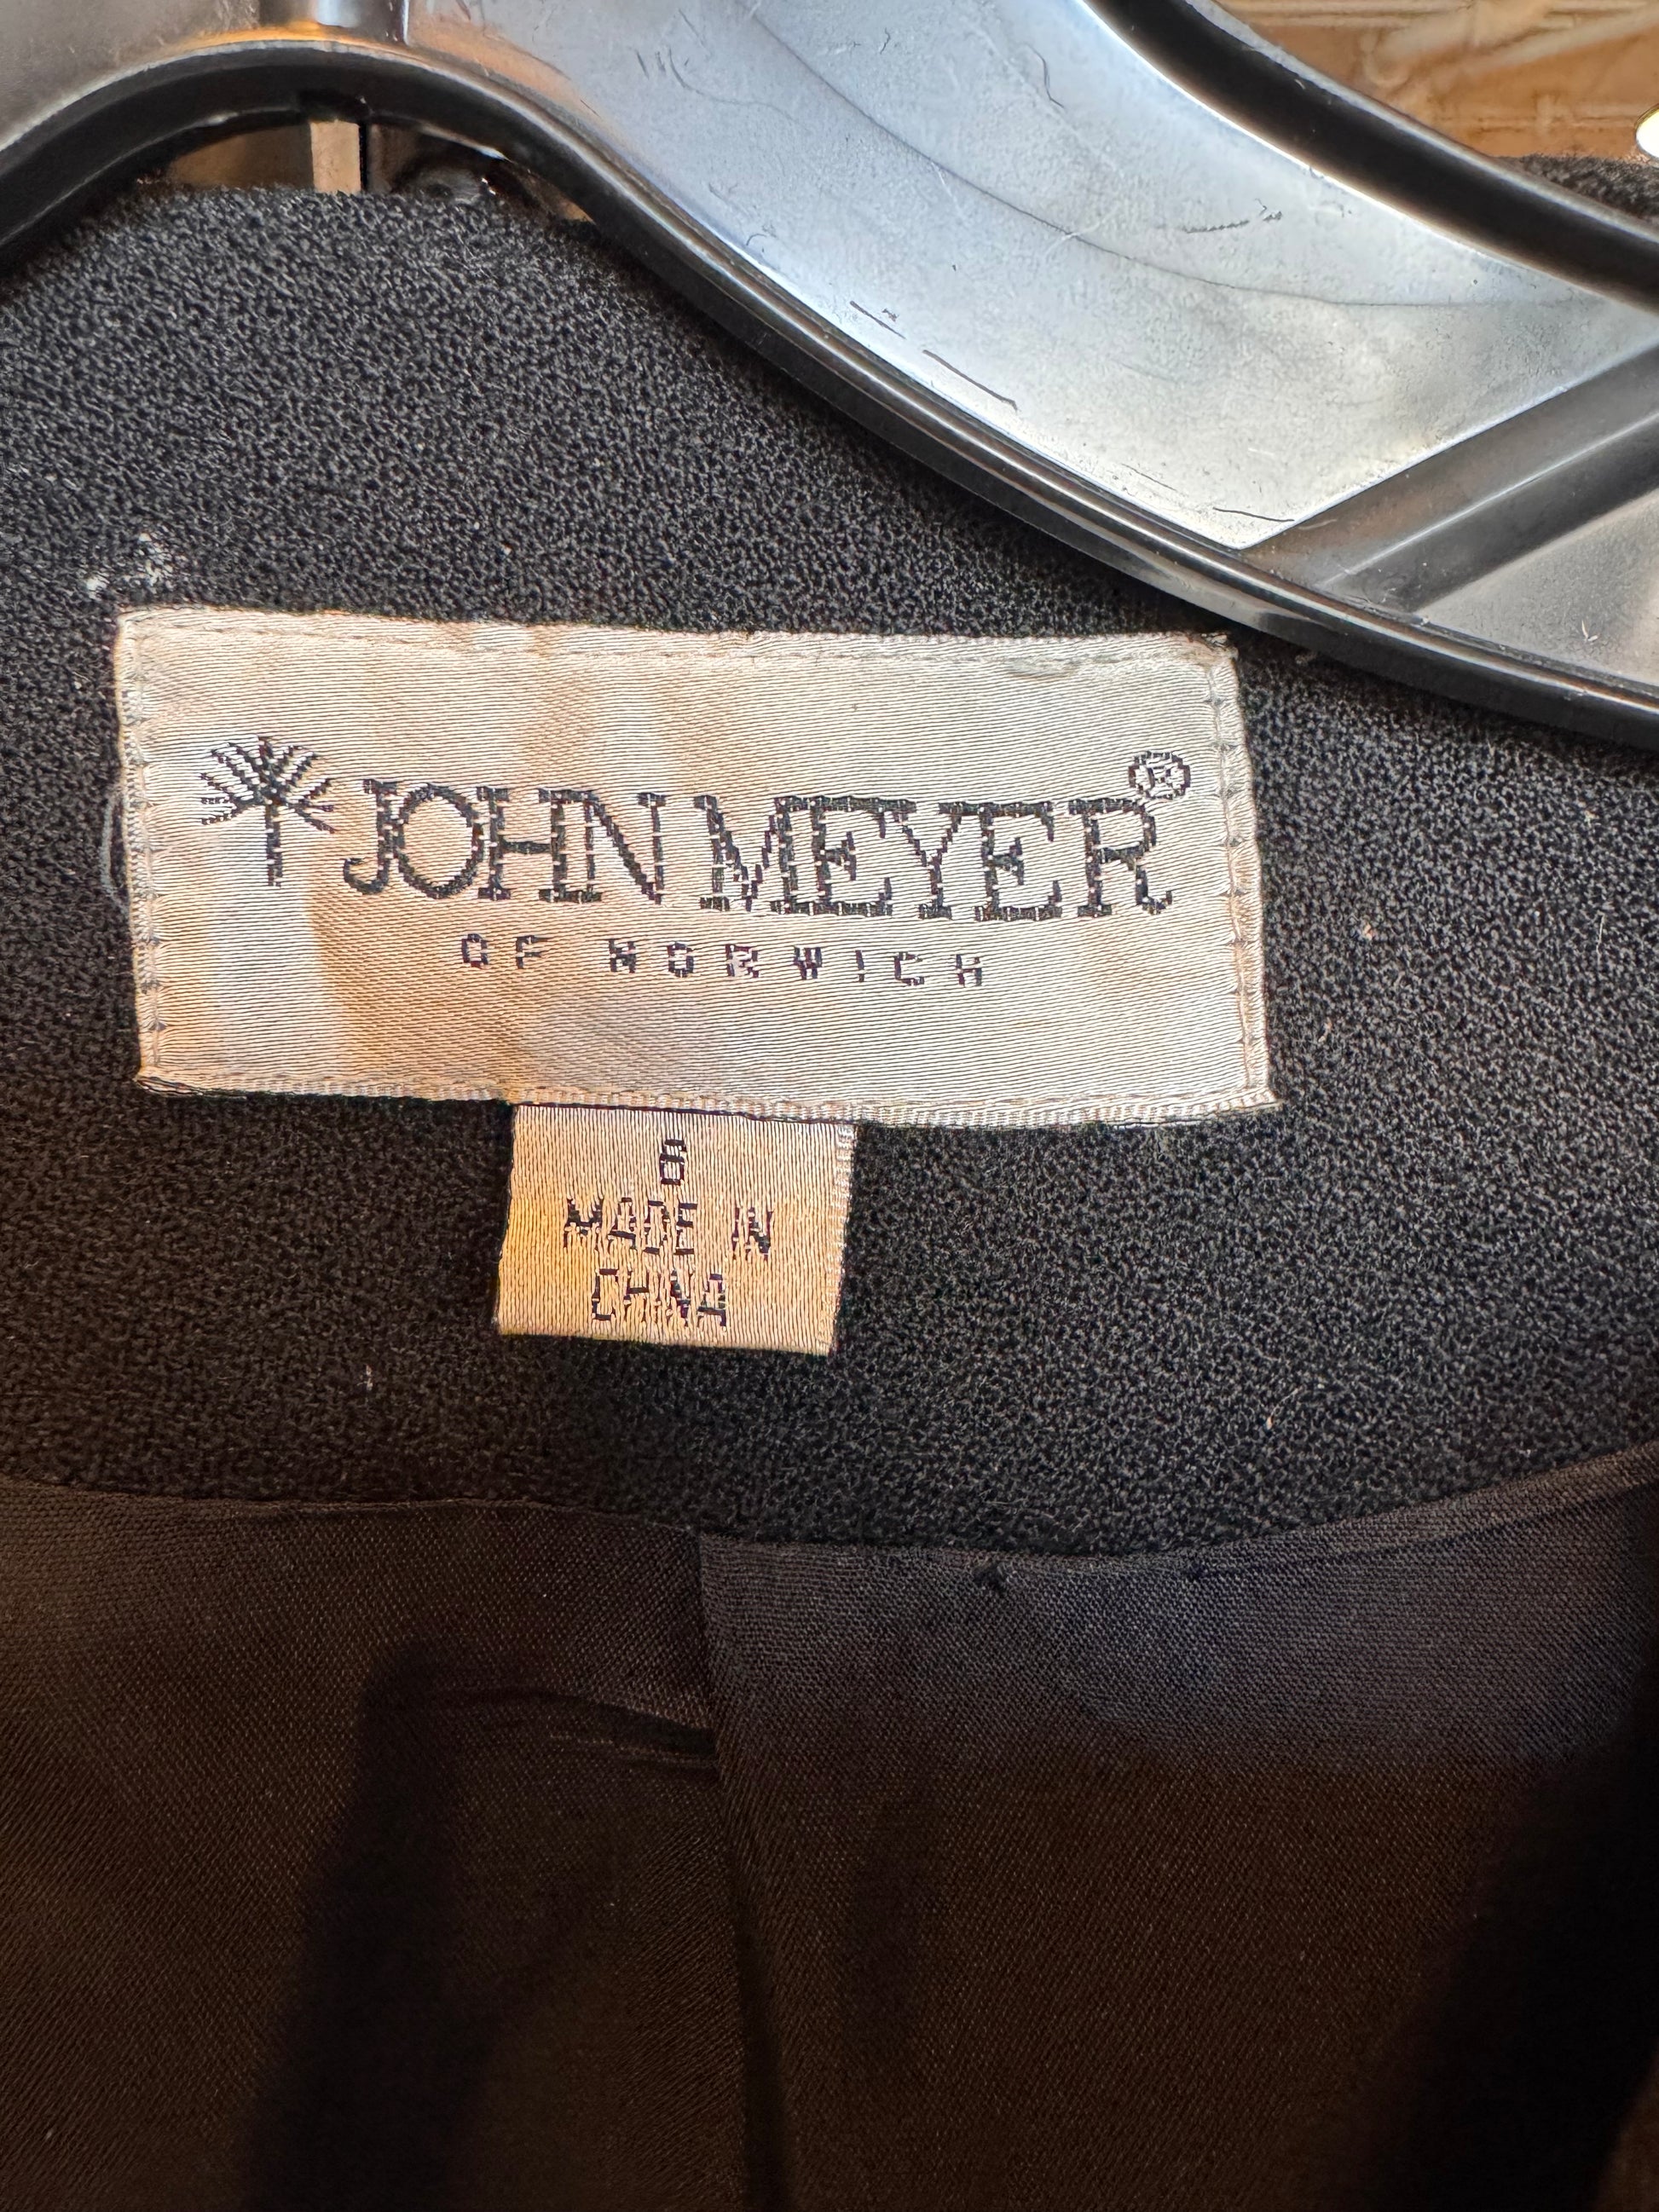 JOHN MEYER®
OF NORWICH
6
MADE IN
CHINA